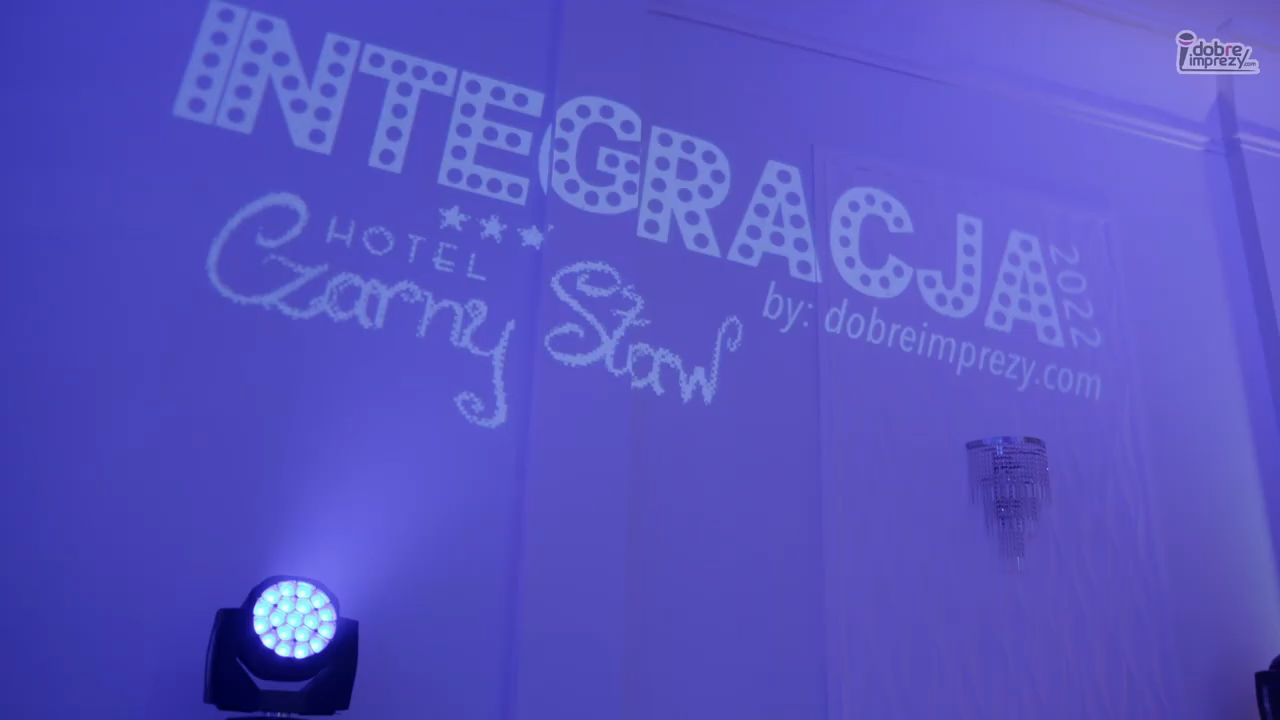 INTEGRACJA
2022
by: dobreimprezy.com
HOTEL ***
Czarny Staw
dobre
imprezy.com